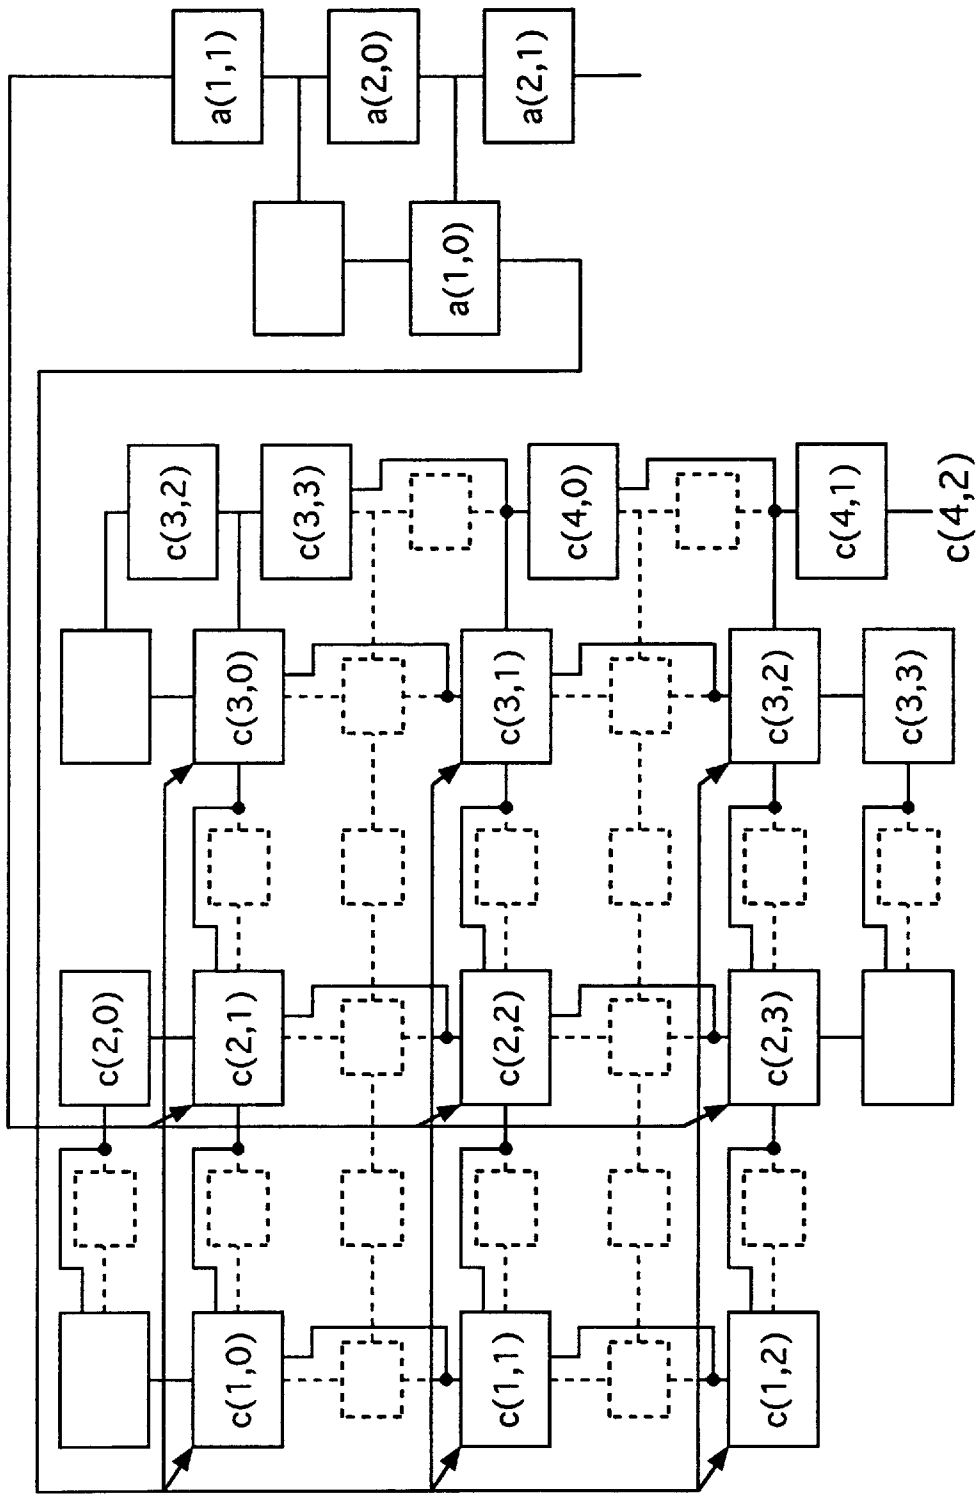 c(2,0)
c(3,2)
a(1,1)
c(1,0)
c(2,1)
c(3,0)
c(3,3)
a(2,0)
a(1,0)
c(1,1)
c(2,2)
c(3,1)
a(2,1)
c(4,0)
c(1,2)
c(2,3)
c(3,2)
c(4,1)
c(3,3)
c(4,2)